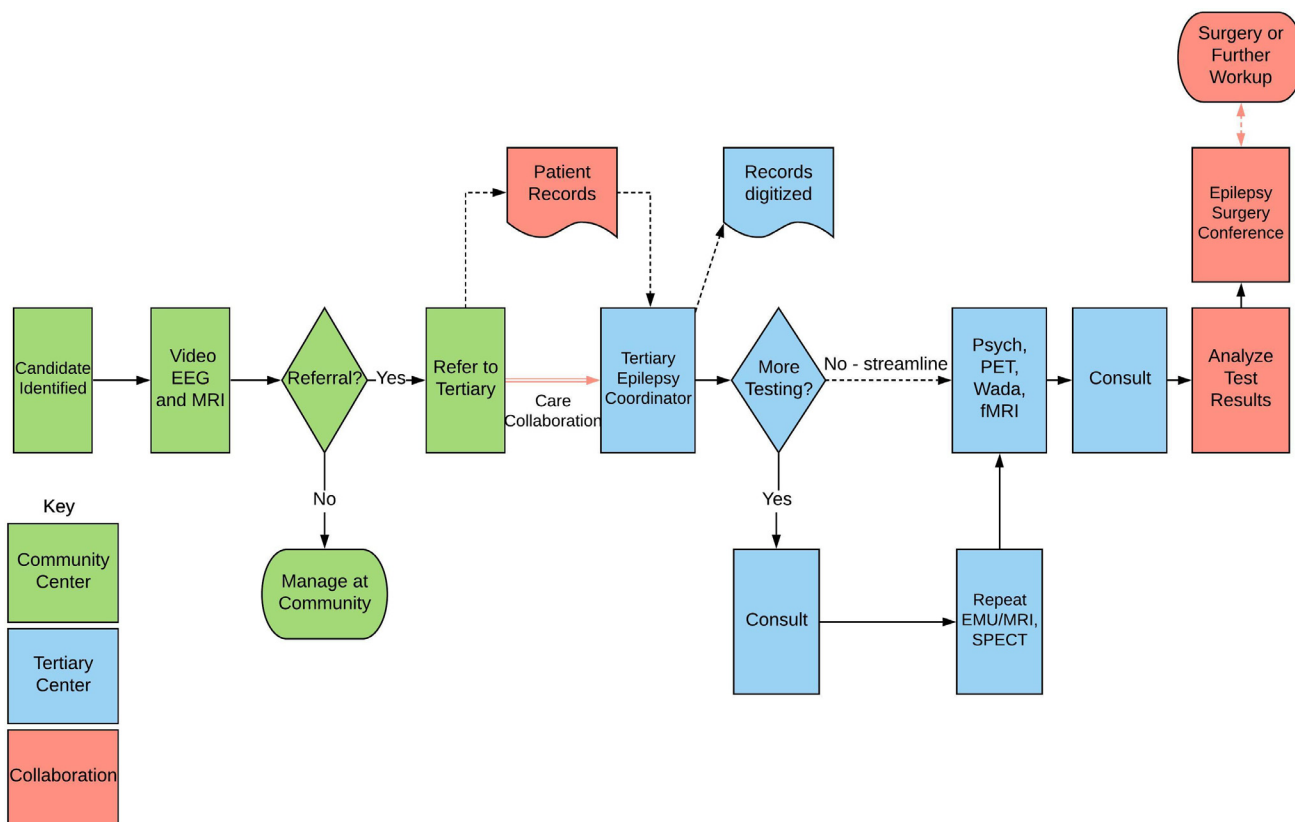 Surgery or
Further
Workup
Patient
Records
Records
digitized
Epilepsy
Surgery
Conference
Candidate
Identified
Video
EEG
and MRI
Referral?
Yes
Refer to
Tertiary
Care
Collaboration
Tertiary
Epilepsy
Coordinator
More
Testing?
No - streamline
Psych,
PET,
Wada,
fMRI
Consult
Analyze
Test
Results
No
Manage at
Community
Yes
Consult
Repeat
EMU/MRI,
SPECT
Key
Community
Center
Tertiary
Center
Collaboration